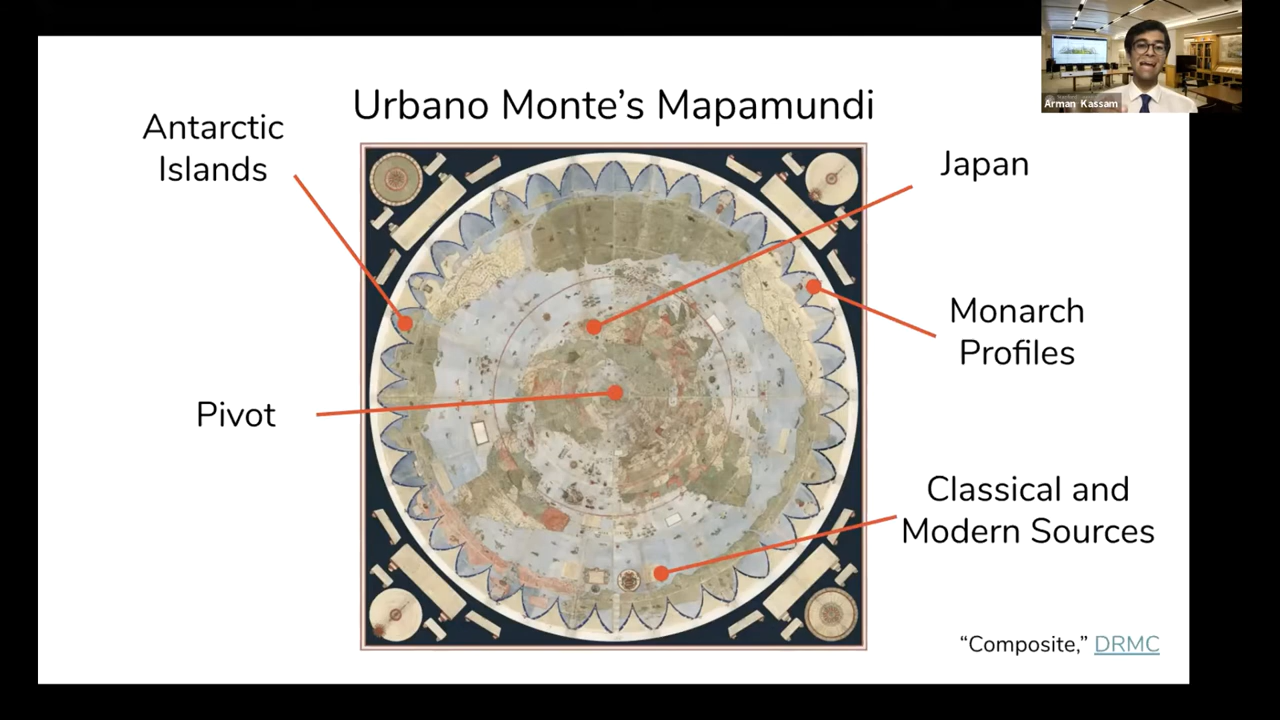 Urbano Monte’s Mapamundi
Antarctic
Islands
Japan
Monarch
Profiles
Pivot
Classical and
Modern Sources
“Composite,” DRMC
Arman Kassam